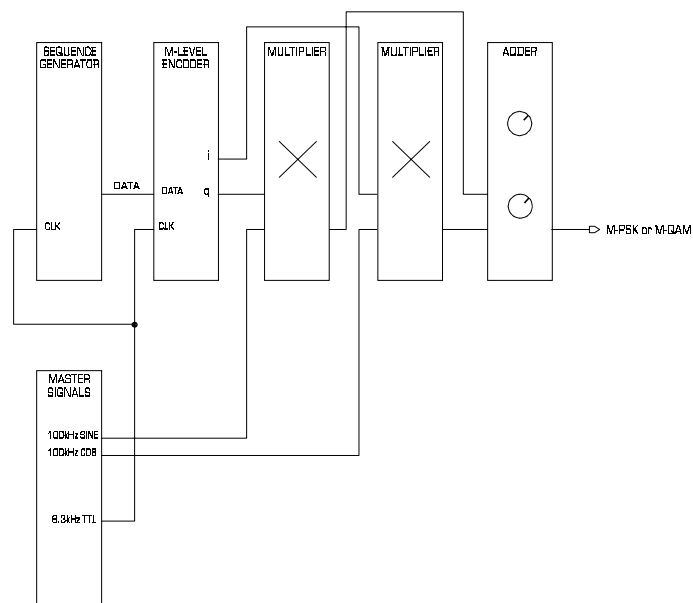 SEQUENCE
GENERATOR
M-LEVEL
ENCODER
MULTIPLIER
MULTIPLIER
ADDER
i
DATA
DATA
q
CLK
CLK
M-PSK or M-QAM
MASTER
SIGNALS
100kHz SINE
100kHz COS
8.3kHz TTL